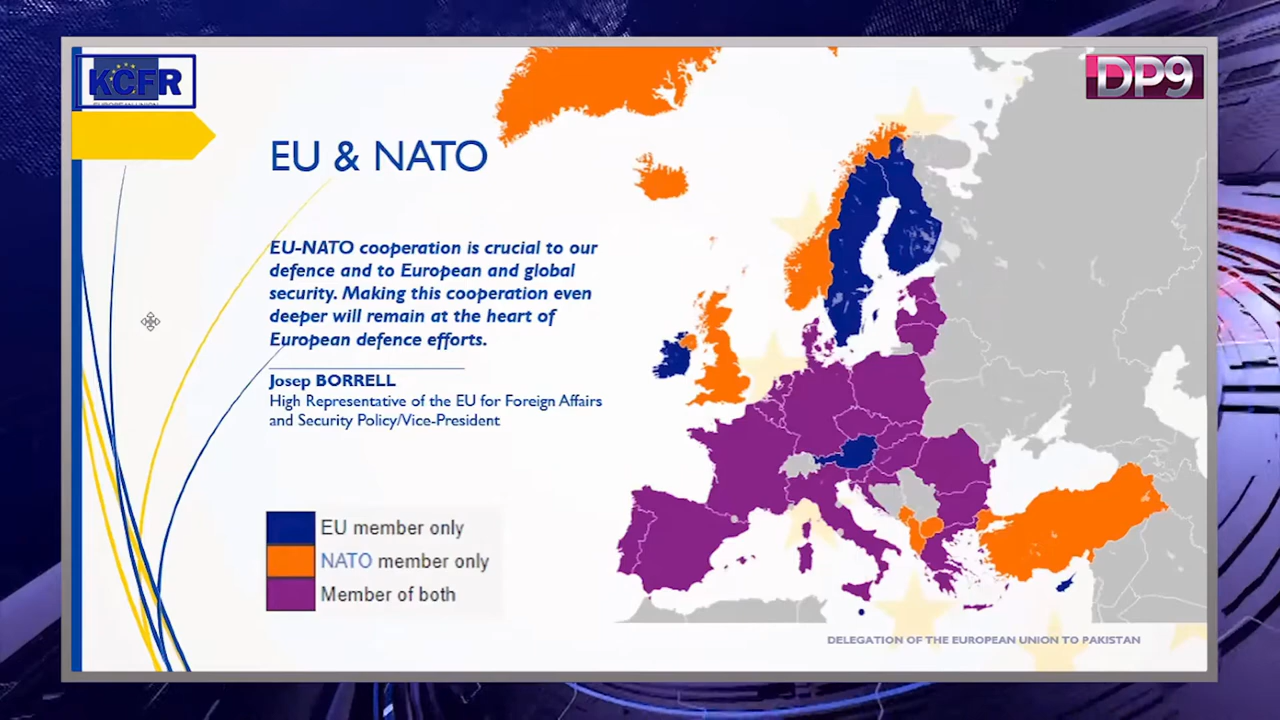 KCFR
EUROPEAN UNION
DP9
EU & NATO
EU-NATO cooperation is crucial to our
defence and to European and global
security. Making this cooperation even
deeper will remain at the heart of
European defence efforts.
Josep BORRELL
High Representative of the EU for Foreign Affairs
and Security Policy/Vice-President
EU member only
NATO member only
Member of both
DELEGATION OF THE EUROPEAN UNION TO PAKISTAN